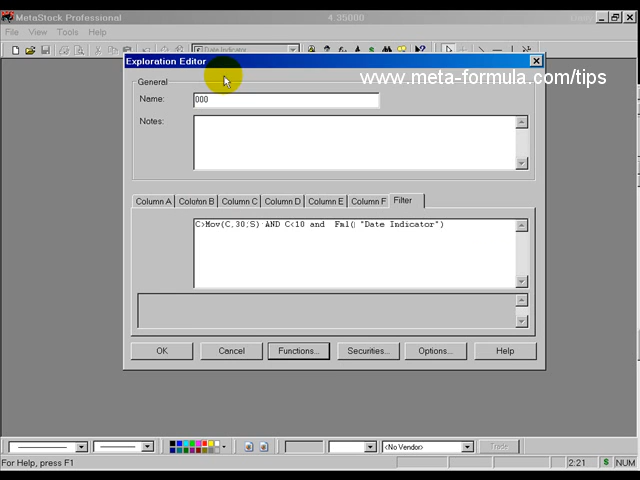 MetaStock Professional 4.35000
File View Tools Help
Date Indicator
Exploration Editor
www.meta-formula.com/tips
General
Name: 000
Notes:
Column A Column B Column C Column D Column E Column F Filter
C>Mov(C,30,S) AND C<10 and Fml( "Date Indicator")
OK Cancel Functions... Securities... Options... Help
<No Vendor> Trade
For Help, press F1 2:21 $ NUM